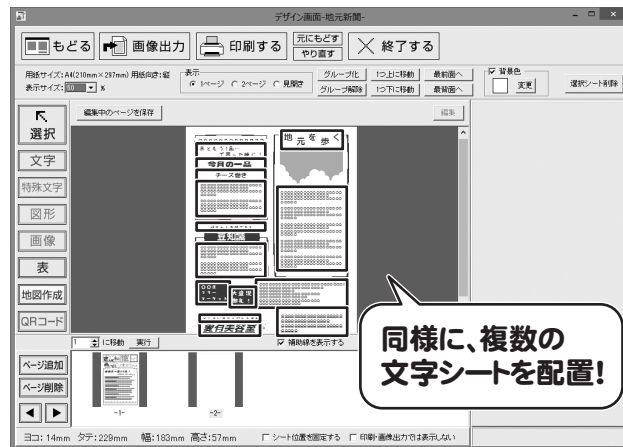 デザイン画面-地元新聞-
もどる 画像出力 印刷する 元にもどす やり直す 終了する
用紙サイズ:A4(210mm×297mm) 用紙向き:縦
表示サイズ: 50 %
表示
1ページ 2ページ 見開き
グループ化 1つ上に移動 最前面へ
グループ解除 1つ下に移動 最背面へ
背景色
変更
選択シート削除
選択
文字
特殊文字
図形
画像
表
地図作成
QRコード
ページ追加
ページ削除
編集中のページを保存 編集
今月の一品
チーズ巻き
豆知識
地元を歩く
1 に移動 実行 補助線を表示する
-1- -2-
同様に、複数の
文字シートを配置!
ヨコ: 14mm タテ:229mm 幅:183mm 高さ:57mm シート位置を固定する 印刷・画像出力では表示しない